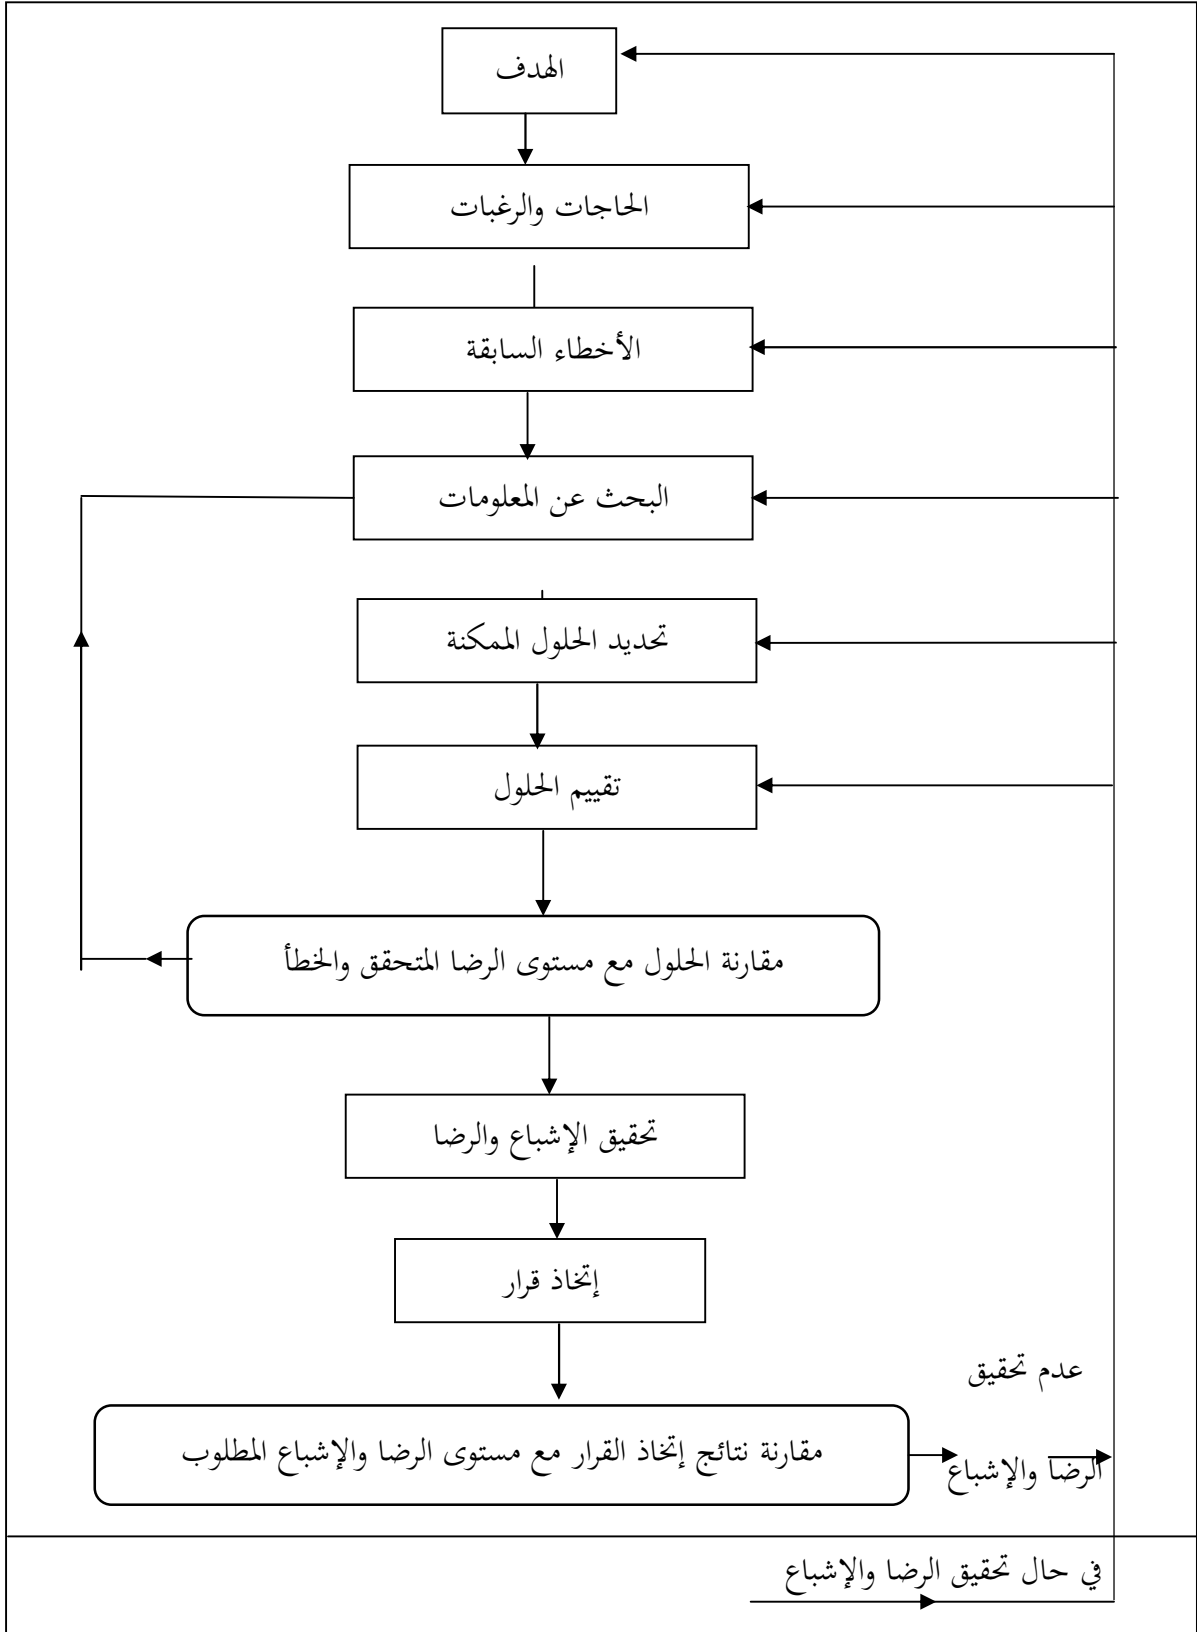 الهدف
الحاجات والرغبات
الأخطاء السابقة
البحث عن المعلومات
تحديد الحلول الممكنة
تقييم الحلول
مقارنة الحلول مع مستوى الرضا المتحقق والخطأ
تحقيق الإشباع والرضا
إتخاذ قرار
عدم تحقيق
مقارنة نتائج إتخاذ القرار مع مستوى الرضا والإشباع المطلوب
الرضا والإشباع
في حال تحقيق الرضا والإشباع